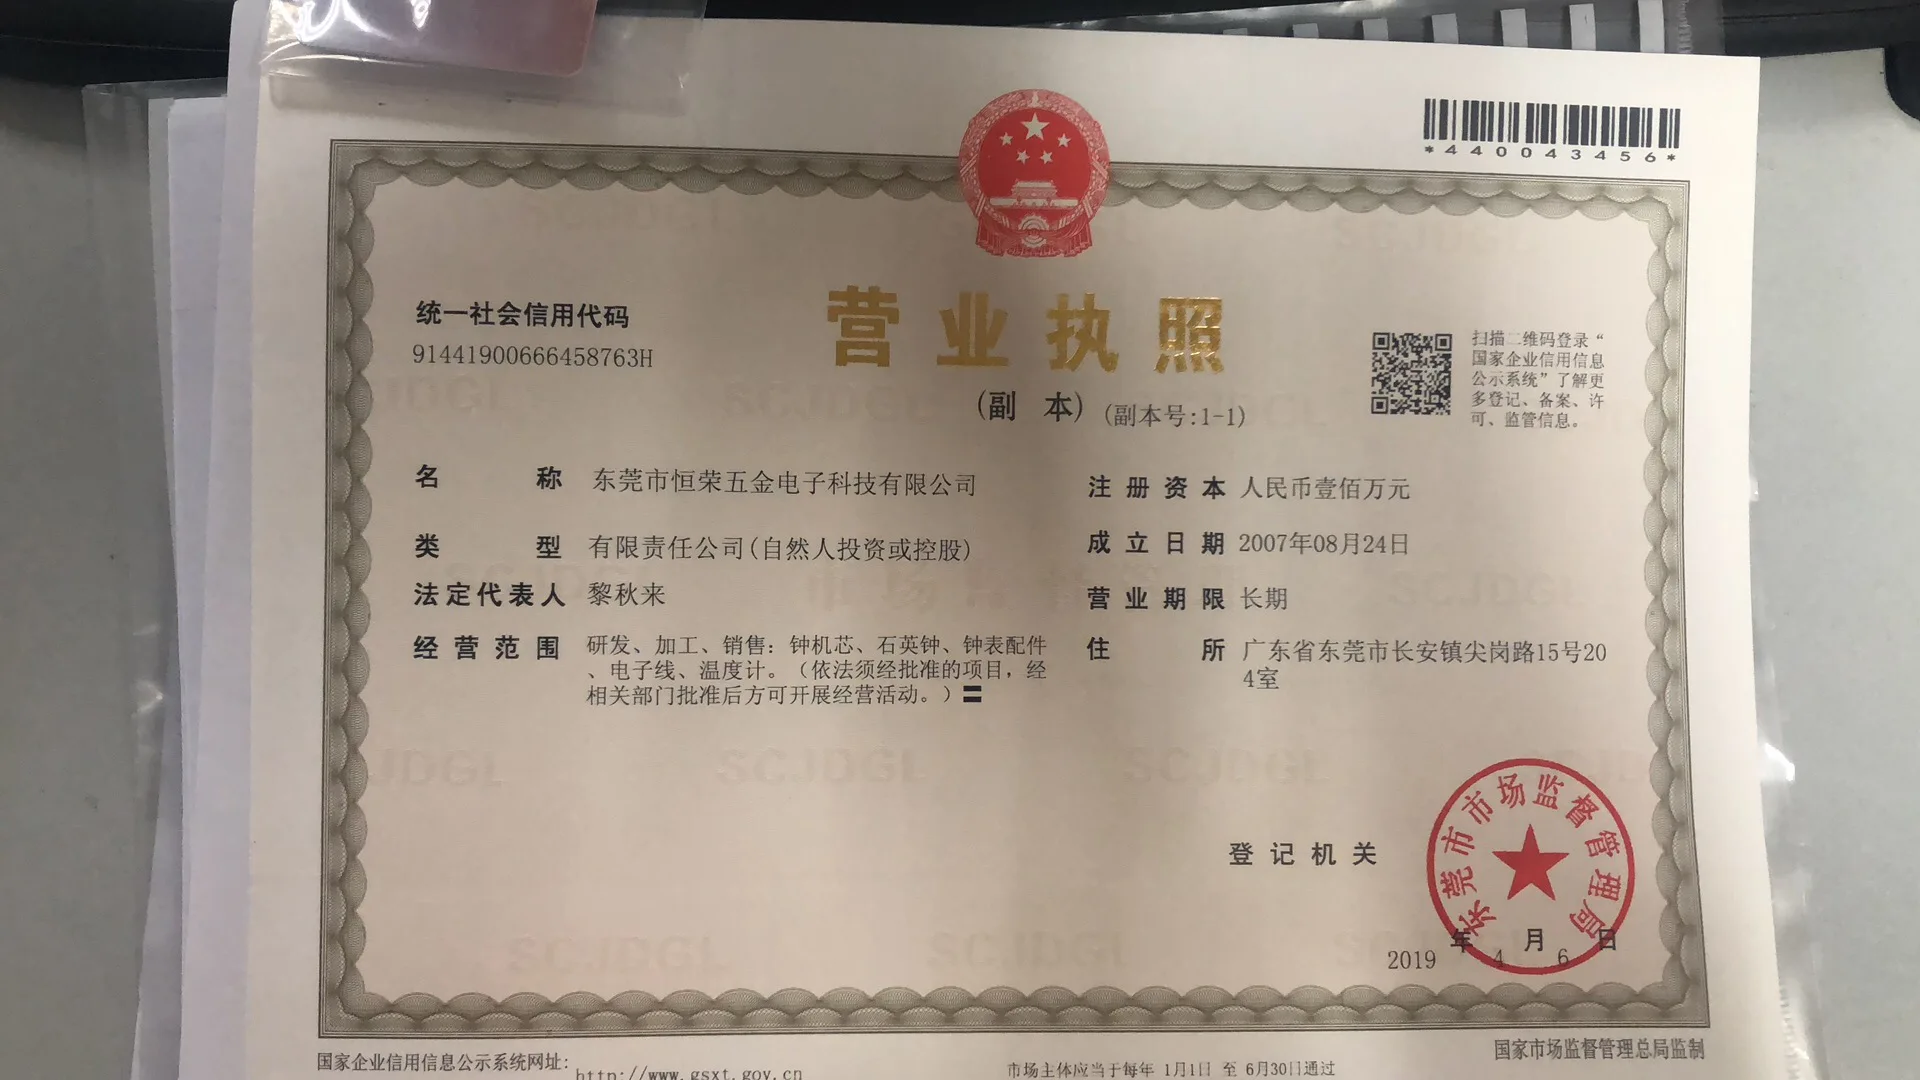 *440043456*
统一社会信用代码
91441900666458763H
营业执照
(副 本) (副本号:1-1)
扫描二维码登录“
国家企业信用信息
公示系统”了解更
多登记、备案、许
可、监管信息。
名 称 东莞市恒荣五金电子科技有限公司
类 型 有限责任公司(自然人投资或控股)
法定代表人 黎秋来
经营范围 研发、加工、销售：钟机芯、石英钟、钟表配件
、电子线、温度计。（依法须经批准的项目，经
相关部门批准后方可开展经营活动。）
注册资本 人民币壹佰万元
成立日期 2007年08月24日
营业期限 长期
住 所 广东省东莞市长安镇尖岗路15号20
4室
登记机关
东莞市市场监督管理局
2019 年 4 月 6 日
国家企业信用信息公示系统网址：
http://www.gsxt.gov.cn
市场主体应当于每年 1月1日 至 6月30日通过
国家市场监督管理总局监制
SCJDGL